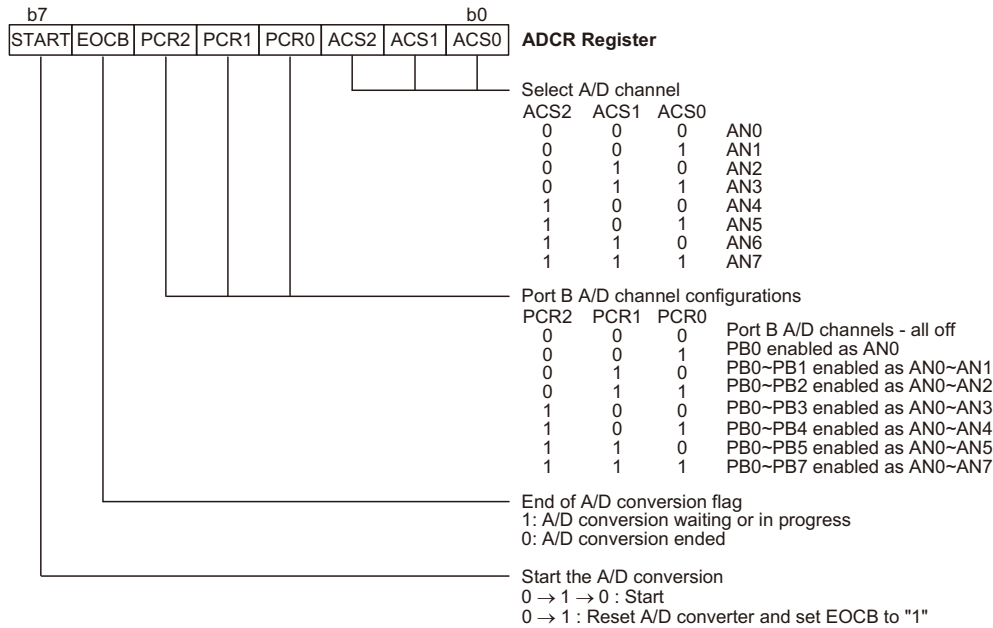 b7 b0
START EOCB PCR2 PCR1 PCR0 ACS2 ACS1 ACS0 ADCR Register
Select A/D channel
ACS2 ACS1 ACS0
0 0 0 AN0
0 0 1 AN1
0 1 0 AN2
0 1 1 AN3
1 0 0 AN4
1 0 1 AN5
1 1 0 AN6
1 1 1 AN7
Port B A/D channel configurations
PCR2 PCR1 PCR0
0 0 0 Port B A/D channels - all off
0 0 1 PB0 enabled as AN0
0 1 0 PB0~PB1 enabled as AN0~AN1
0 1 1 PB0~PB2 enabled as AN0~AN2
1 0 0 PB0~PB3 enabled as AN0~AN3
1 0 1 PB0~PB4 enabled as AN0~AN4
1 1 0 PB0~PB5 enabled as AN0~AN5
1 1 1 PB0~PB7 enabled as AN0~AN7
End of A/D conversion flag
1: A/D conversion waiting or in progress
0: A/D conversion ended
Start the A/D conversion
0 → 1 → 0 : Start
0 → 1 : Reset A/D converter and set EOCB to "1"